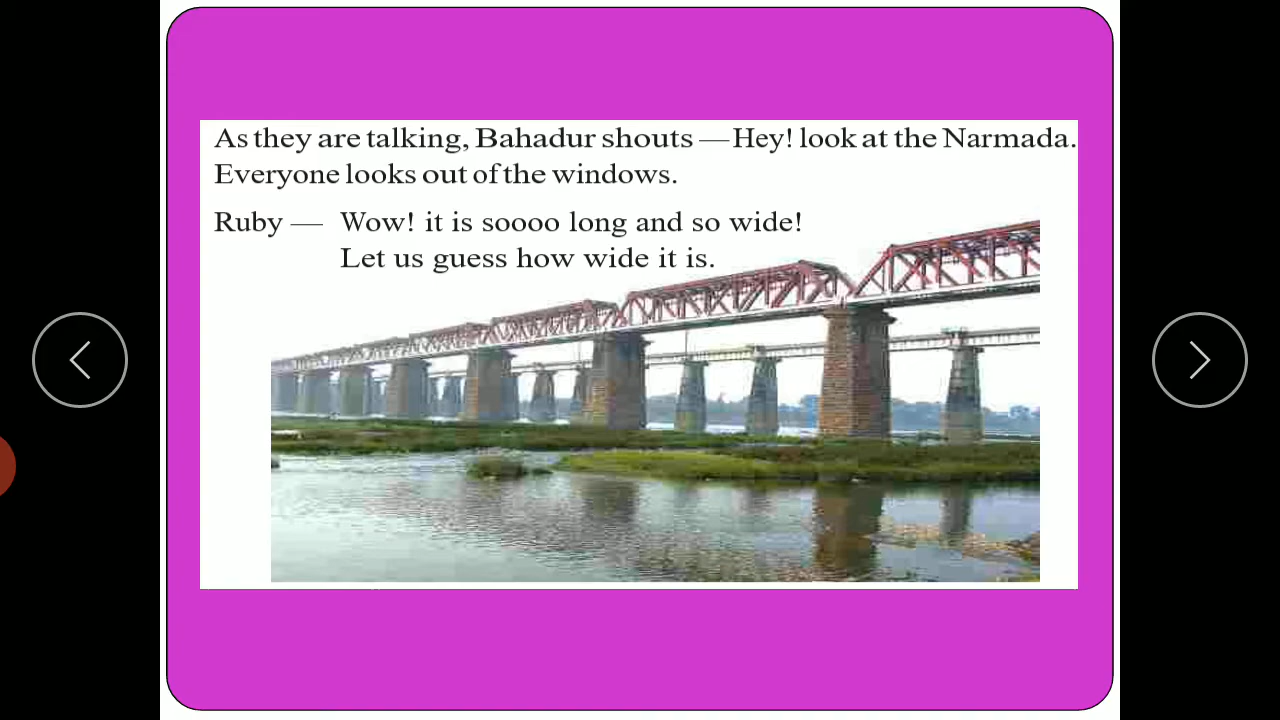 As they are talking, Bahadur shouts — Hey! look at the Narmada.
Everyone looks out of the windows.
Ruby — Wow! it is soooo long and so wide!
Let us guess how wide it is.